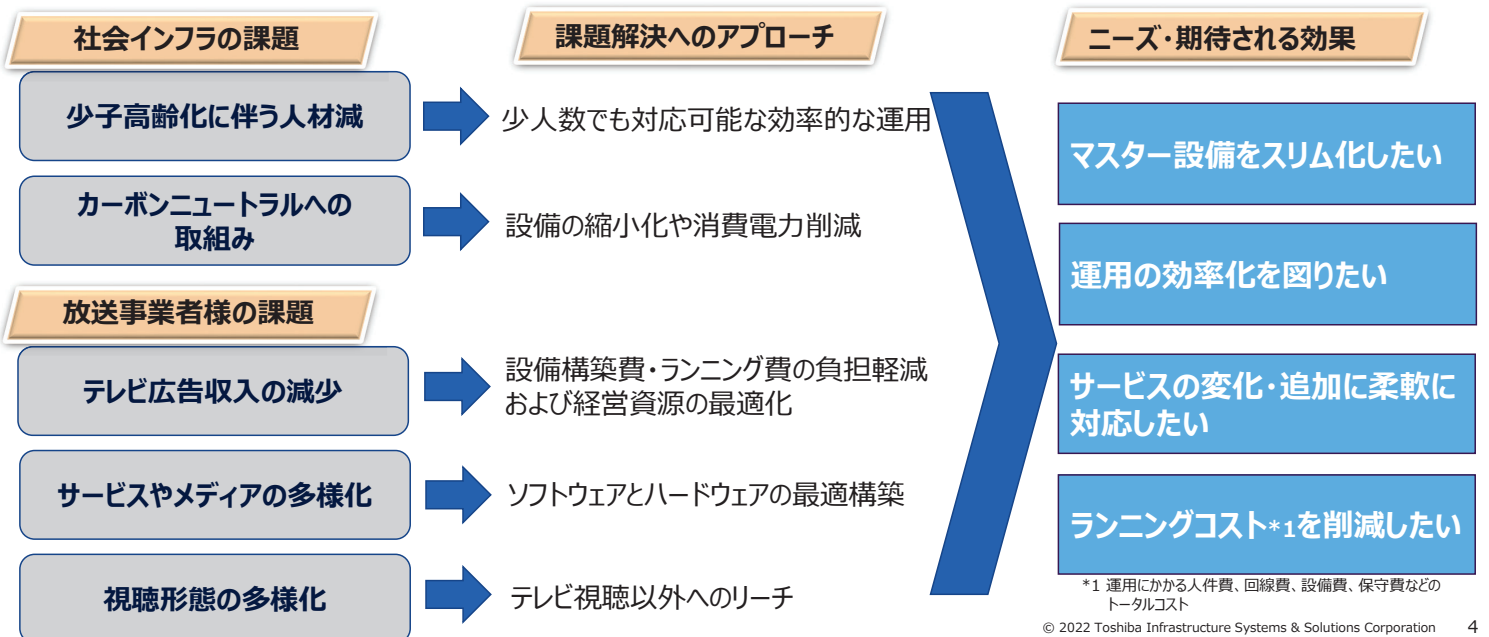 社会インフラの課題
課題解決へのアプローチ
ニーズ・期待される効果
少子高齢化に伴う人材減
少人数でも対応可能な効率的な運用
カーボンニュートラルへの
取組み
設備の縮小化や消費電力削減
放送事業者様の課題
テレビ広告収入の減少
設備構築費・ランニング費の負担軽減
および経営資源の最適化
サービスやメディアの多様化
ソフトウェアとハードウェアの最適構築
視聴形態の多様化
テレビ視聴以外へのリーチ
マスター設備をスリム化したい
運用の効率化を図りたい
サービスの変化・追加に柔軟に
対応したい
ランニングコスト*1を削減したい
*1 運用にかかる人件費、回線費、設備費、保守費などの
トータルコスト
© 2022 Toshiba Infrastructure Systems & Solutions Corporation 4